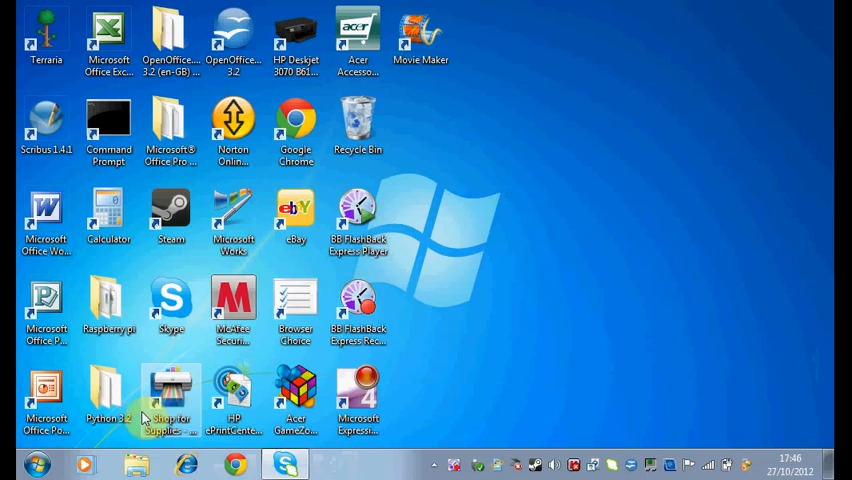 Terraria
Microsoft
Office Exc...
OpenOffice....
3.2 (en-GB) ...
OpenOffice....
3.2
HP Deskjet
3070 B61...
acer
Acer
Accesso...
Movie Maker
Scribus 1.4.1
Command
Prompt
Microsoft®
Office Pro ...
Norton
Onlin...
Google
Chrome
Recycle Bin
Microsoft
Office Wo...
Calculator
Steam
Microsoft
Works
ebY
eBay
BB FlashBack
Express Player
Microsoft
Office P...
Raspberry pi
Skype
McAfee
Securi...
Browser
Choice
BB FlashBack
Express Rec...
Microsoft
Office Po...
Python 3.2
Shop for
Supplies - ...
HP
ePrintCente...
Acer
GameZo...
4
Microsoft
Expressi...
17:46
27/10/2012